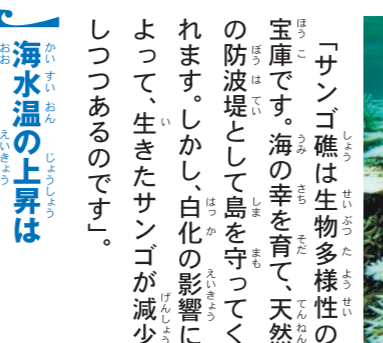 「サンゴ礁は生物多様性の
宝庫です。海の幸を育て、天然
の防波堤として島を守ってく
れます。しかし、白化の影響に
よって、生きたサンゴが減少
しつつあるのです」。
海水温の上昇は